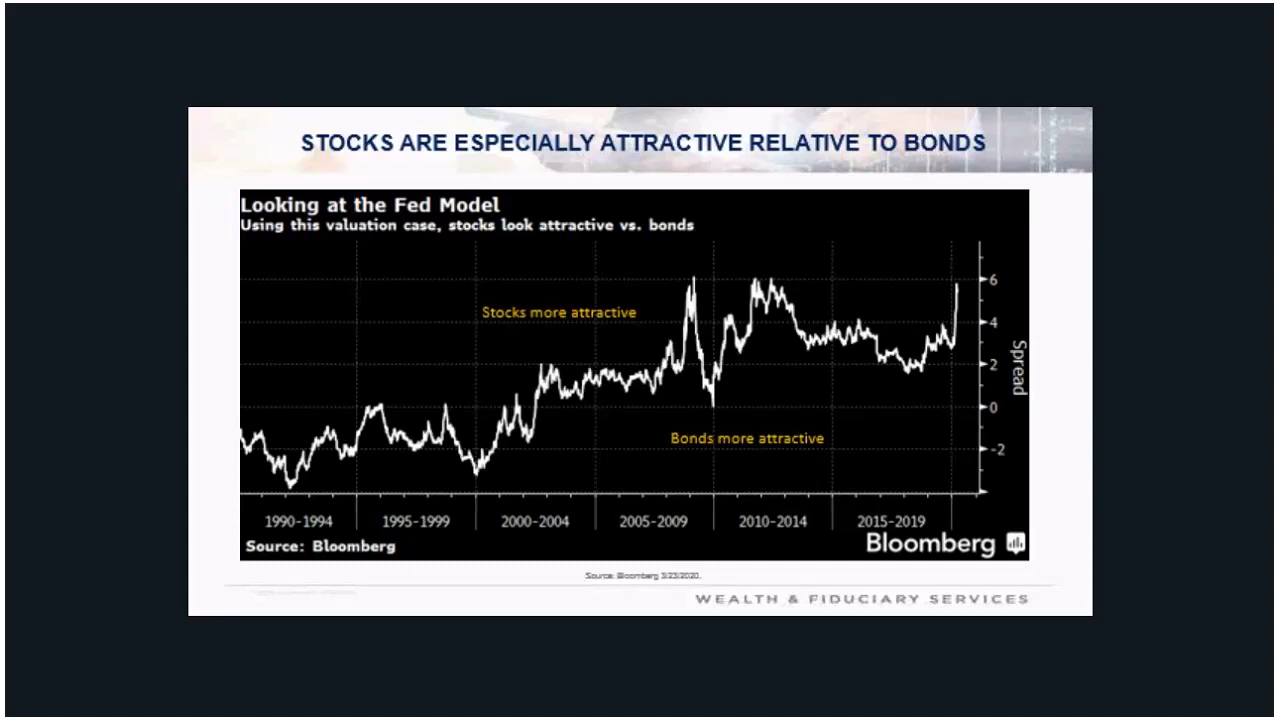 STOCKS ARE ESPECIALLY ATTRACTIVE RELATIVE TO BONDS
Looking at the Fed Model
Using this valuation case, stocks look attractive vs. bonds
Stocks more attractive
Bonds more attractive
6
4
2
0
-2
Spread
1990-1994 1995-1999 2000-2004 2005-2009 2010-2014 2015-2019
Source: Bloomberg
Bloomberg
Source: Bloomberg 3/23/2020.
WEALTH & FIDUCIARY SERVICES